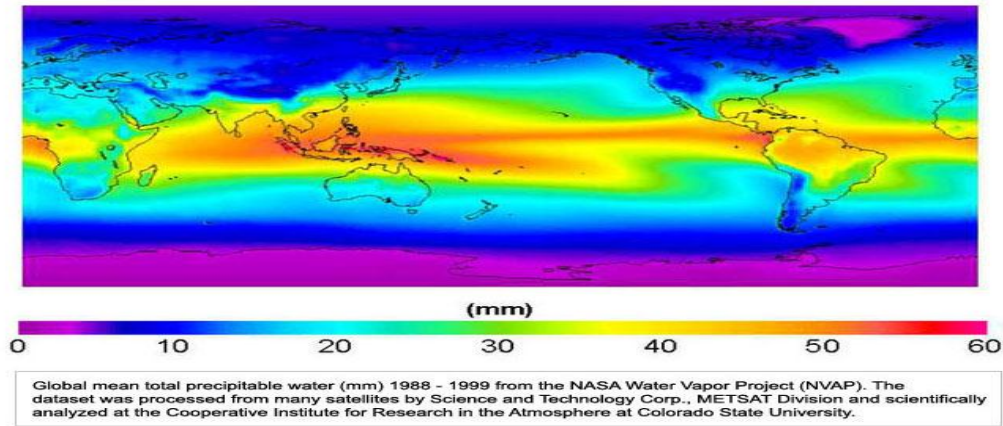 (mm)
0 10 20 30 40 50 60
Global mean total precipitable water (mm) 1988 - 1999 from the NASA Water Vapor Project (NVAP). The
dataset was processed from many satellites by Science and Technology Corp., METSAT Division and scientifically
analyzed at the Cooperative Institute for Research in the Atmosphere at Colorado State University.